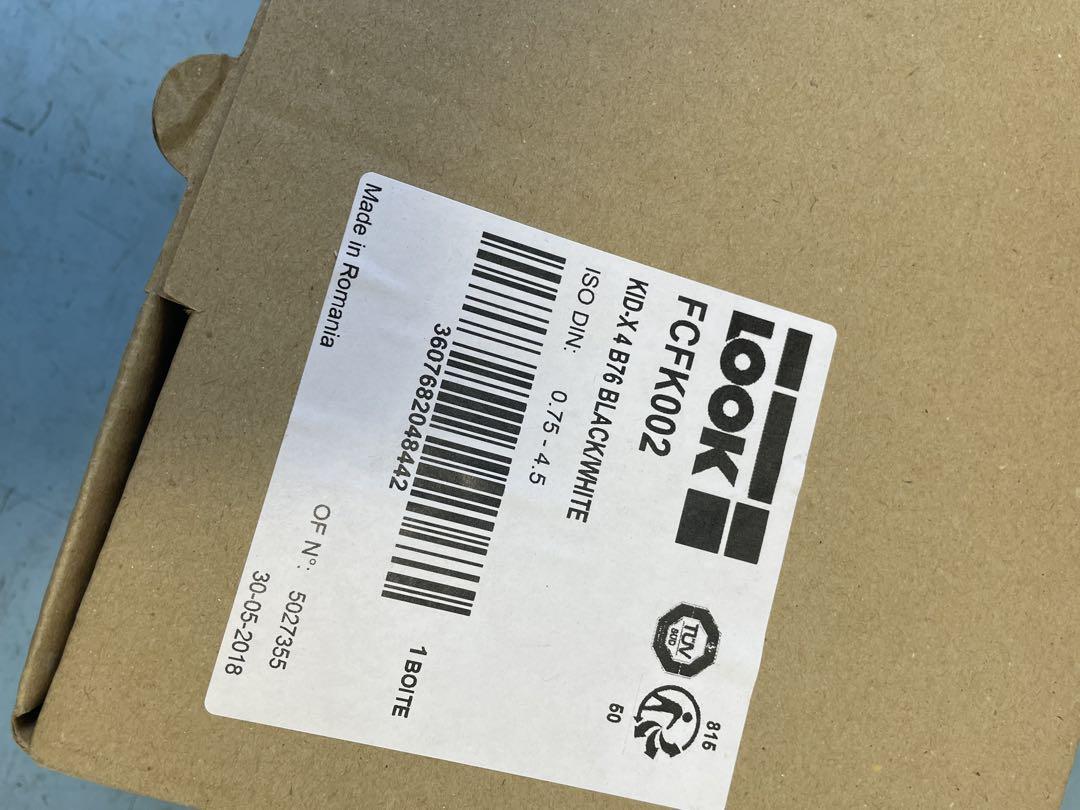 LOOK
FCFK002
KID-X 4 B76 BLACK/WHITE
ISO DIN: 0.75 - 4.5
TÜV
SÜD
815
60
3607682048442
1 BOITE
Made in Romania
OF N°: 5027355
30-05-2018